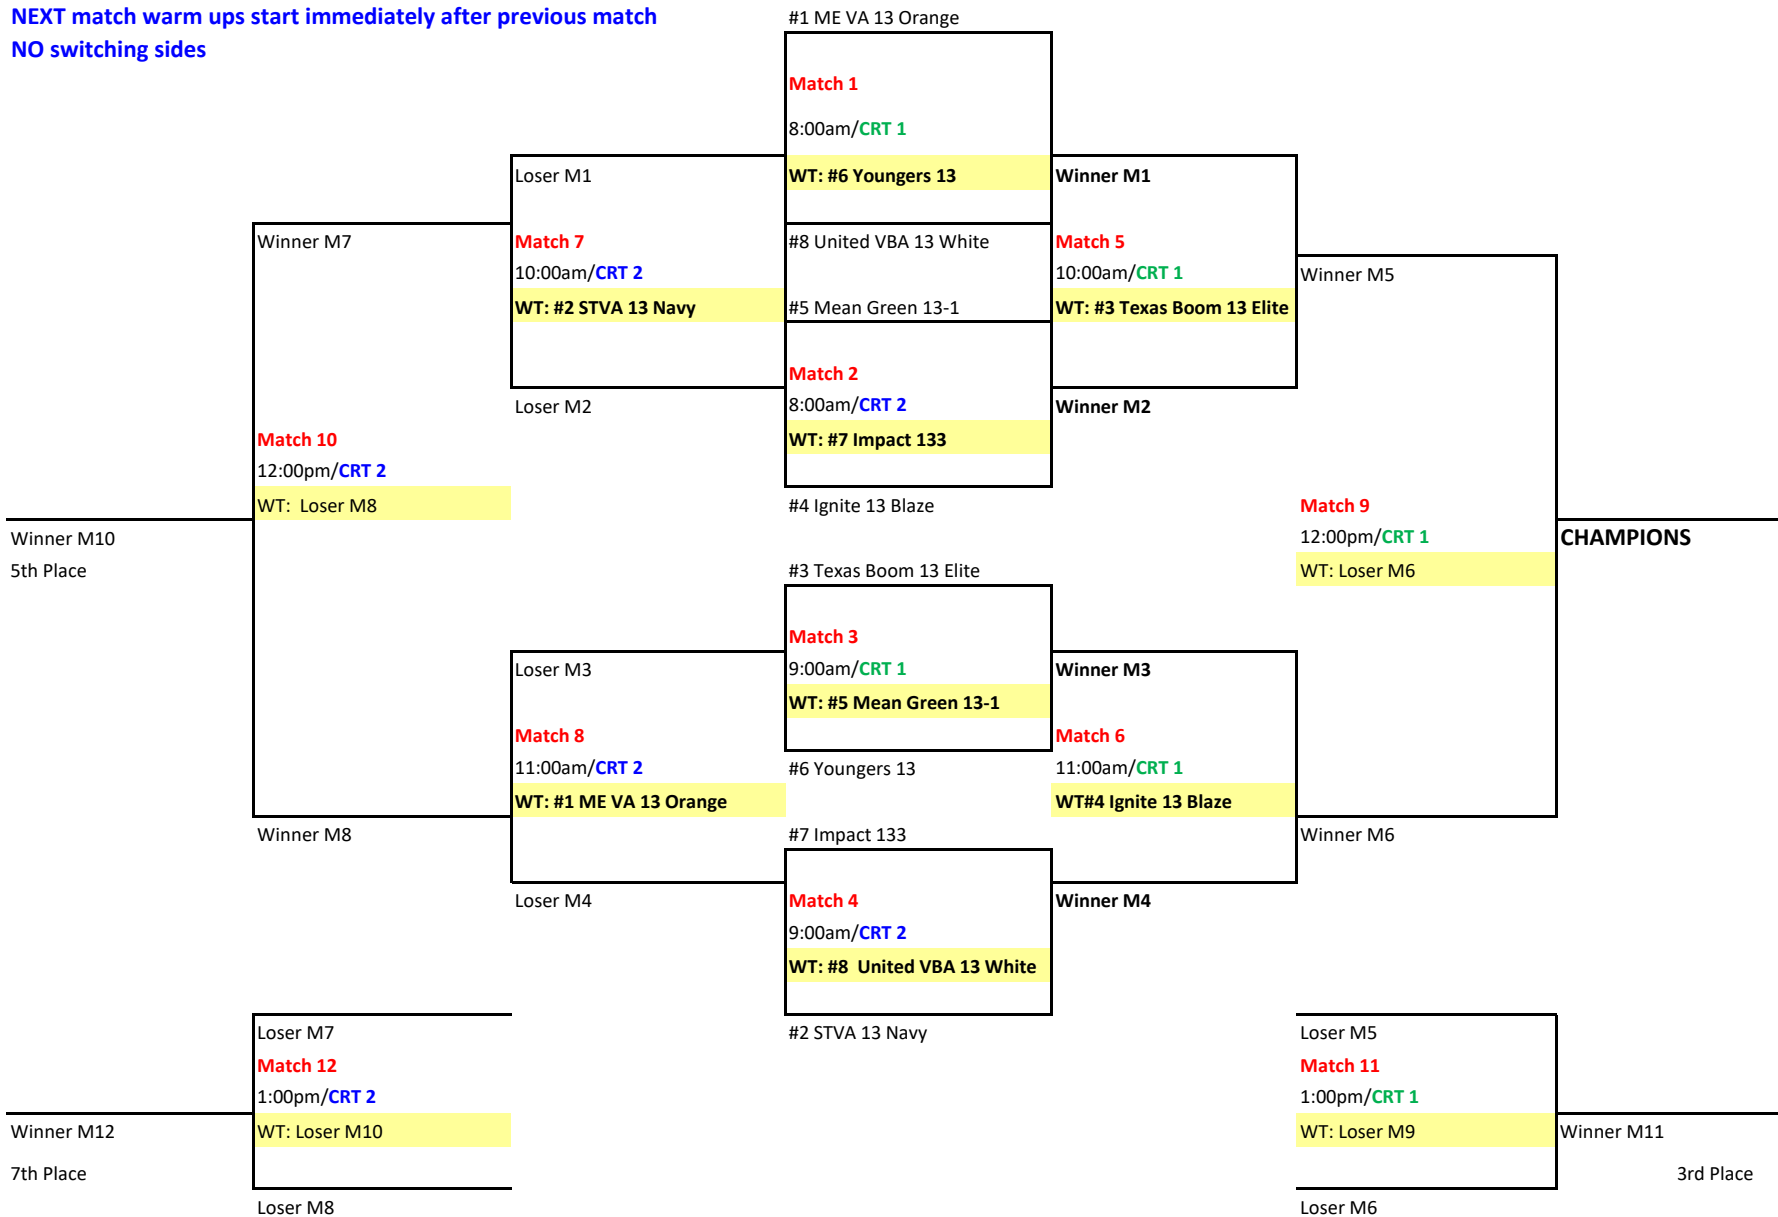 NEXT match warm ups start immediately after previous match
NO switching sides
#1 ME VA 13 Orange
Match 1
8:00am/CRT 1
WT: #6 Youngers 13
#8 United VBA 13 White
#5 Mean Green 13-1
Match 2
8:00am/CRT 2
WT: #7 Impact 133
#4 Ignite 13 Blaze
#3 Texas Boom 13 Elite
Match 3
9:00am/CRT 1
WT: #5 Mean Green 13-1
#6 Youngers 13
#7 Impact 133
Match 4
9:00am/CRT 2
WT: #8  United VBA 13 White
#2 STVA 13 Navy
Loser M1
Match 7
10:00am/CRT 2
WT: #2 STVA 13 Navy
Loser M2
Loser M3
Match 8
11:00am/CRT 2
WT: #1 ME VA 13 Orange
Loser M4
Winner M7
Match 10
12:00pm/CRT 2
WT:  Loser M8
Winner M8
Winner M10
5th Place
Loser M7
Match 12
1:00pm/CRT 2
WT: Loser M10
Loser M8
Winner M12
7th Place
Winner M1
Match 5
10:00am/CRT 1
WT: #3 Texas Boom 13 Elite
Winner M2
Winner M3
Match 6
11:00am/CRT 1
WT#4 Ignite 13 Blaze
Winner M4
Winner M5
Match 9
12:00pm/CRT 1
WT: Loser M6
Winner M6
CHAMPIONS
Loser M5
Match 11
1:00pm/CRT 1
WT: Loser M9
Loser M6
Winner M11
3rd Place